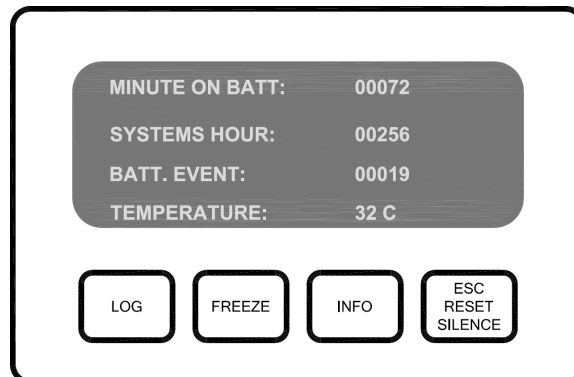 MINUTE ON BATT: 00072
SYSTEMS HOUR: 00256
BATT. EVENT: 00019
TEMPERATURE: 32 C
LOG
FREEZE
INFO
ESC
RESET
SILENCE